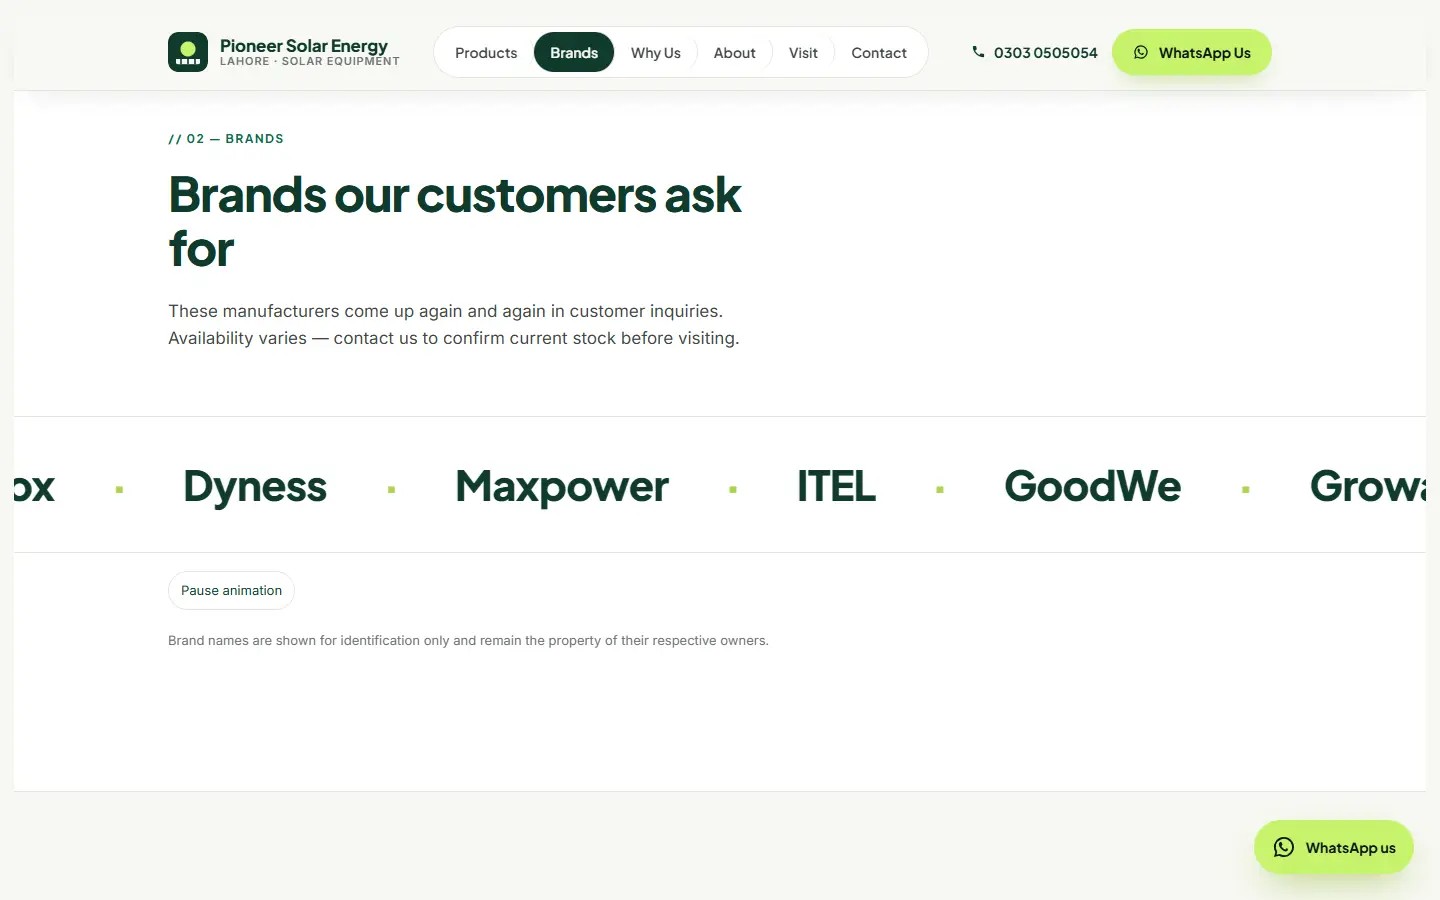 Pioneer Solar Energy
LAHORE · SOLAR EQUIPMENT
Products
Brands
Why Us
About
Visit
Contact
0303 0505054
WhatsApp Us
// 02 — BRANDS
Brands our customers ask
for
These manufacturers come up again and again in customer inquiries.
Availability varies — contact us to confirm current stock before visiting.
ox Dyness Maxpower ITEL GoodWe Growa
Pause animation
Brand names are shown for identification only and remain the property of their respective owners.
WhatsApp us